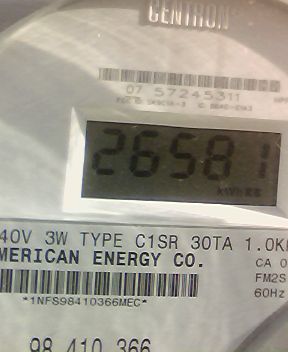 CENTRON
07 57245311
26581
kWh
40V 3W TYPE C1SR 30TA 1.0K
MERICAN ENERGY CO.
CA 0
FM2S
*1NFS98410366MEC*
60Hz
98 410 366